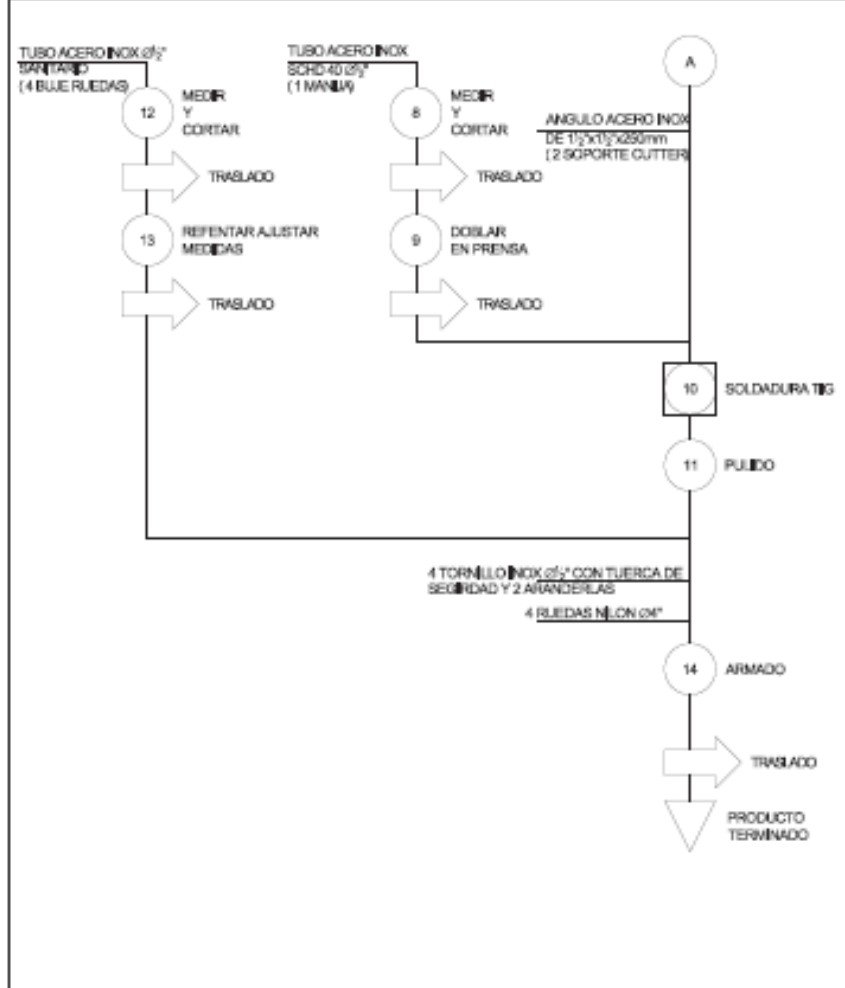 TUBO ACERO INOX Ø½"
SANITARIO
( 4 BUJE RUEDAS)
12
MEDIR
Y
CORTAR
TRASLADO
13
REFENTAR AJUSTAR
MEDIDAS
TRASLADO
TUBO ACERO INOX
SCHD 40 Ø½"
( 1 MANIJA)
8
MEDIR
Y
CORTAR
TRASLADO
9
DOBLAR
EN PRENSA
TRASLADO
A
ANGULO ACERO INOX
DE 1½"x1½"x250mm
( 2 SOPORTE CUTTER)
10
SOLDADURA TIG
11
PULIDO
4 TORNILLO INOX Ø½" CON TUERCA DE
SEGIRDAD Y 2 ARANDERLAS
4 RUEDAS NILON Ø4"
14
ARMADO
TRASLADO
PRODUCTO
TERMINADO